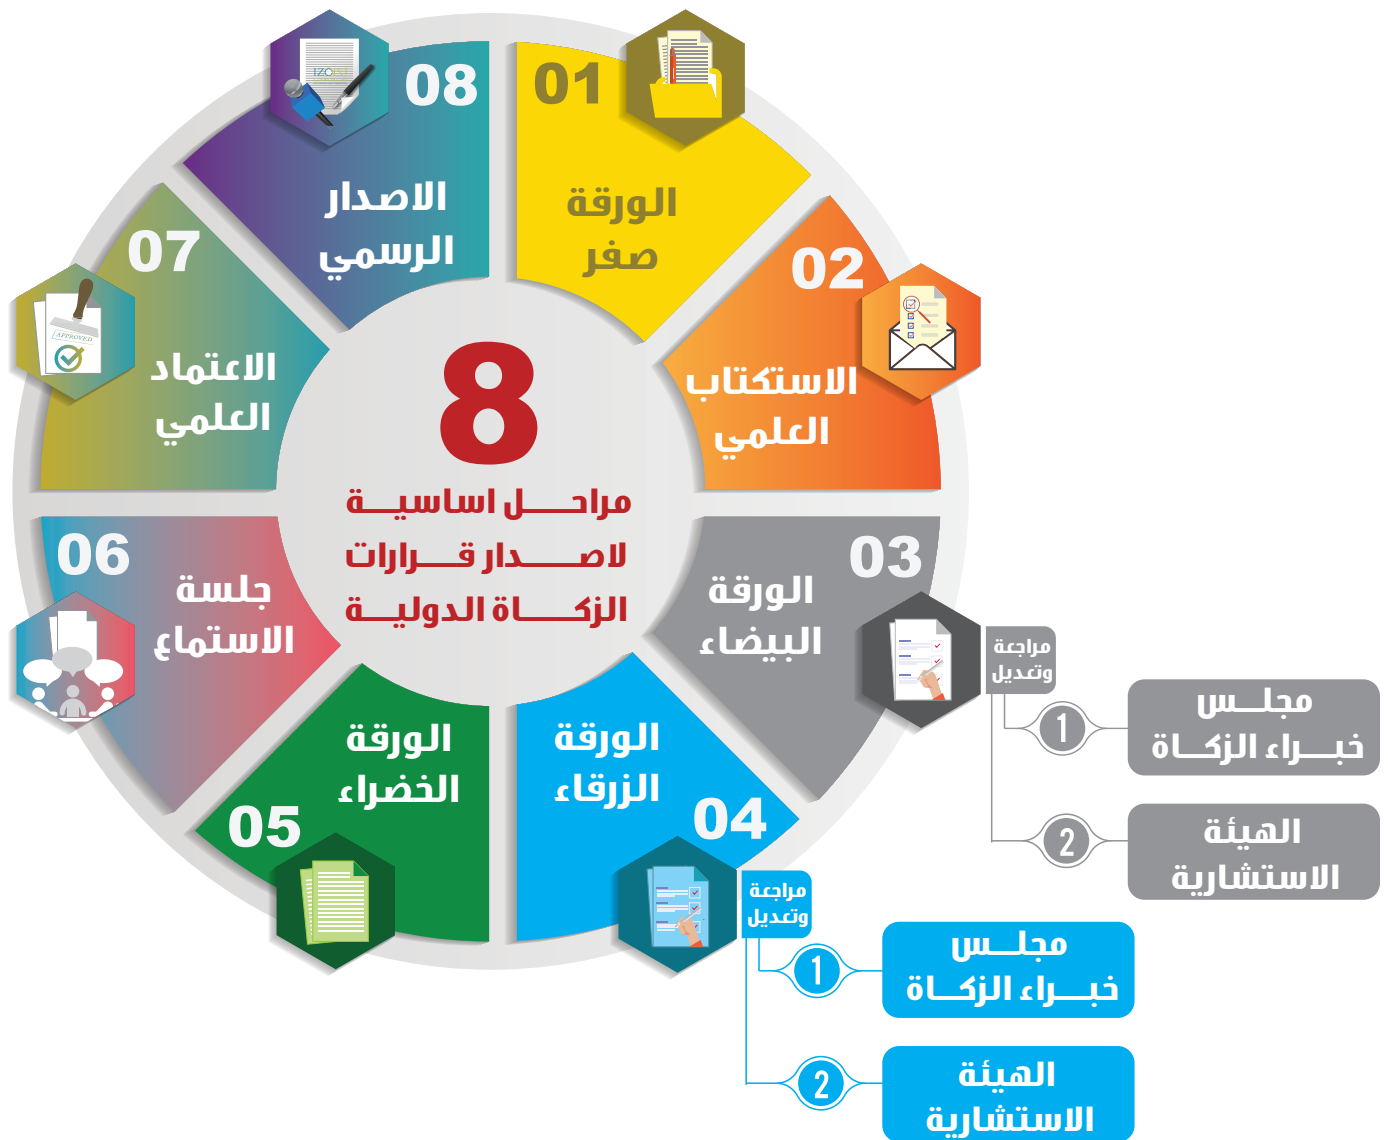 8
مراحل اساسية
لاصدار قرارات
الزكاة الدولية
01
الورقة
صفر
02
الاستكتاب
العلمي
03
الورقة
البيضاء
مراجعة
وتعديل
1
مجلس
خبراء الزكاة
2
الهيئة
الاستشارية
04
الورقة
الزرقاء
مراجعة
وتعديل
1
مجلس
خبراء الزكاة
2
الهيئة
الاستشارية
05
الورقة
الخضراء
06
جلسة
الاستماع
07
الاعتماد
العلمي
APPROVED
08
الاصدار
الرسمي